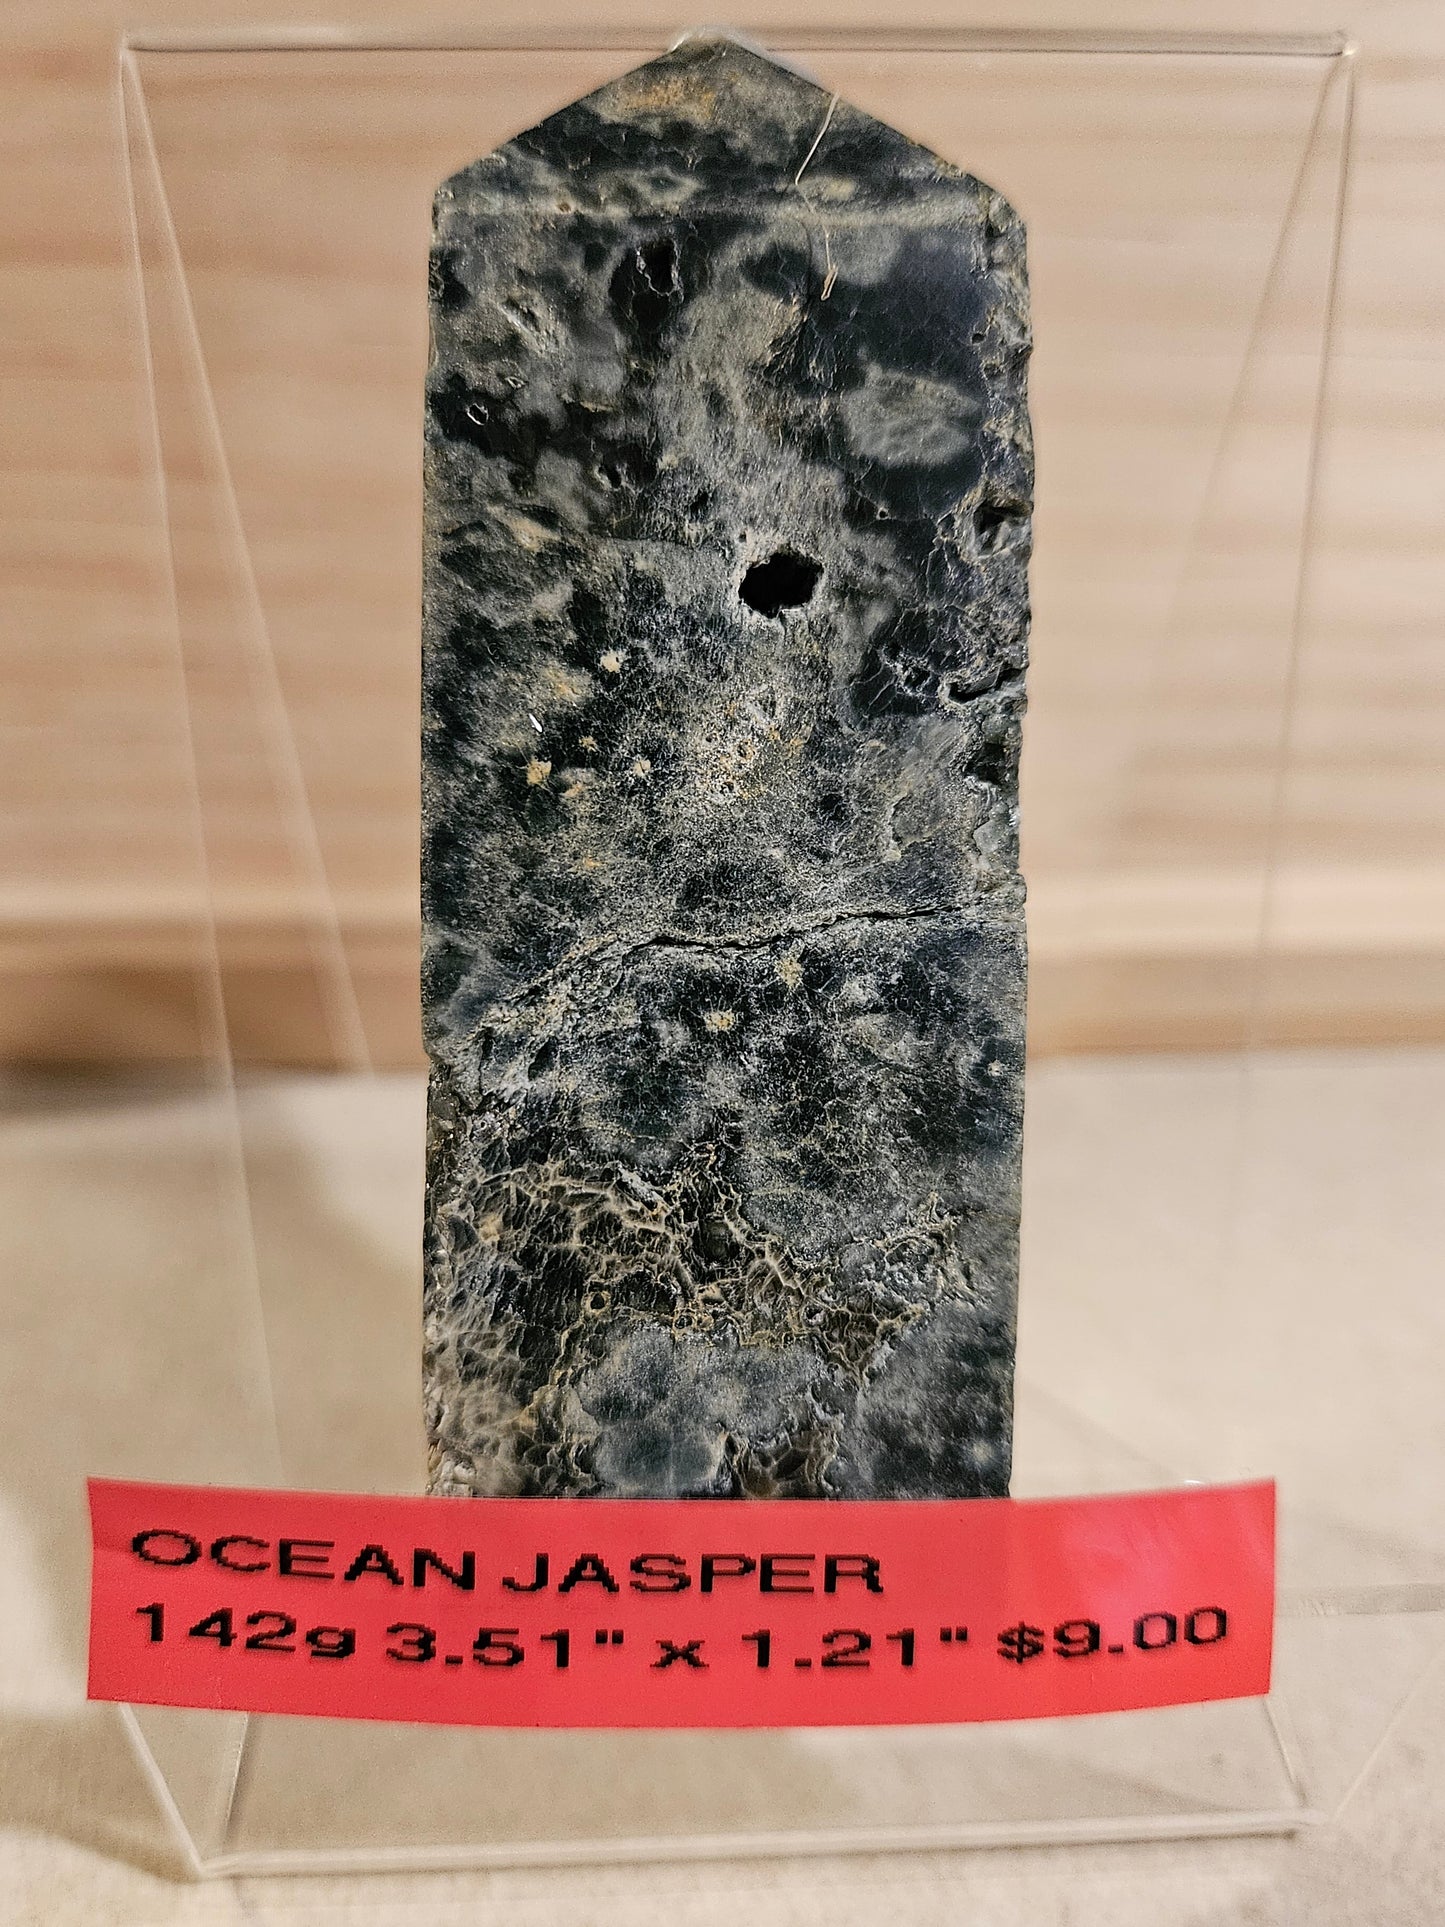 OCEAN JASPER
142g 3.51" x 1.21" $9.00